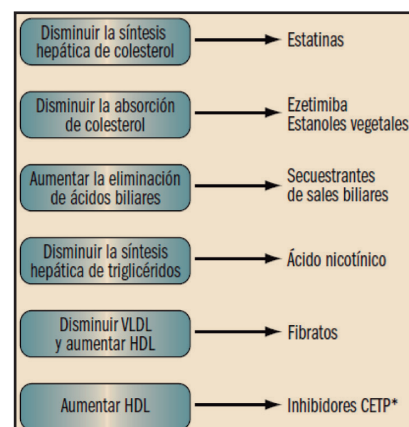 Disminuir la síntesis
hepática de colesterol
Estatinas
Disminuir la absorción
de colesterol
Ezetimiba
Estanoles vegetales
Aumentar la eliminación
de ácidos biliares
Secuestrantes
de sales biliares
Disminuir la síntesis
hepática de triglicéridos
Ácido nicotínico
Disminuir VLDL
y aumentar HDL
Fibratos
Aumentar HDL
Inhibidores CETP*